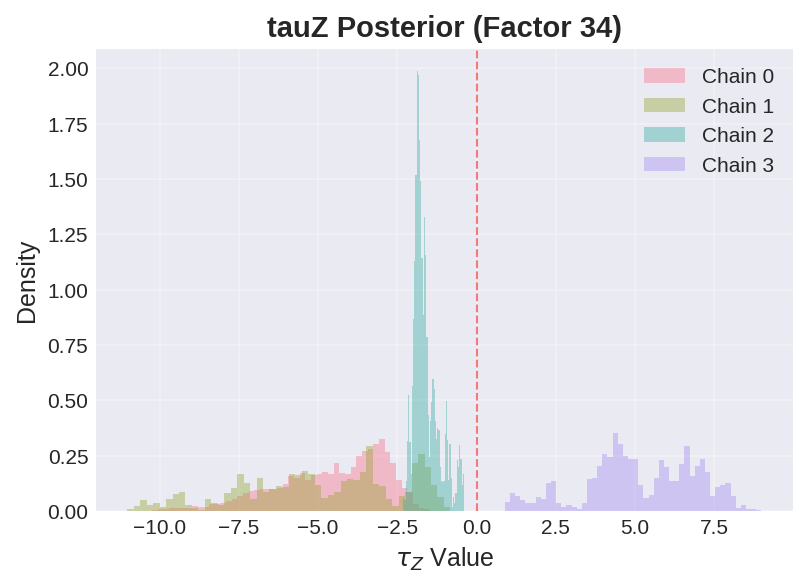 tauZ Posterior (Factor 34)
Chain 0
Chain 1
Chain 2
Chain 3
Density
2.00
1.75
1.50
1.25
1.00
0.75
0.50
0.25
0.00
−10.0 −7.5 −5.0 −2.5 0.0 2.5 5.0 7.5
τZ Value